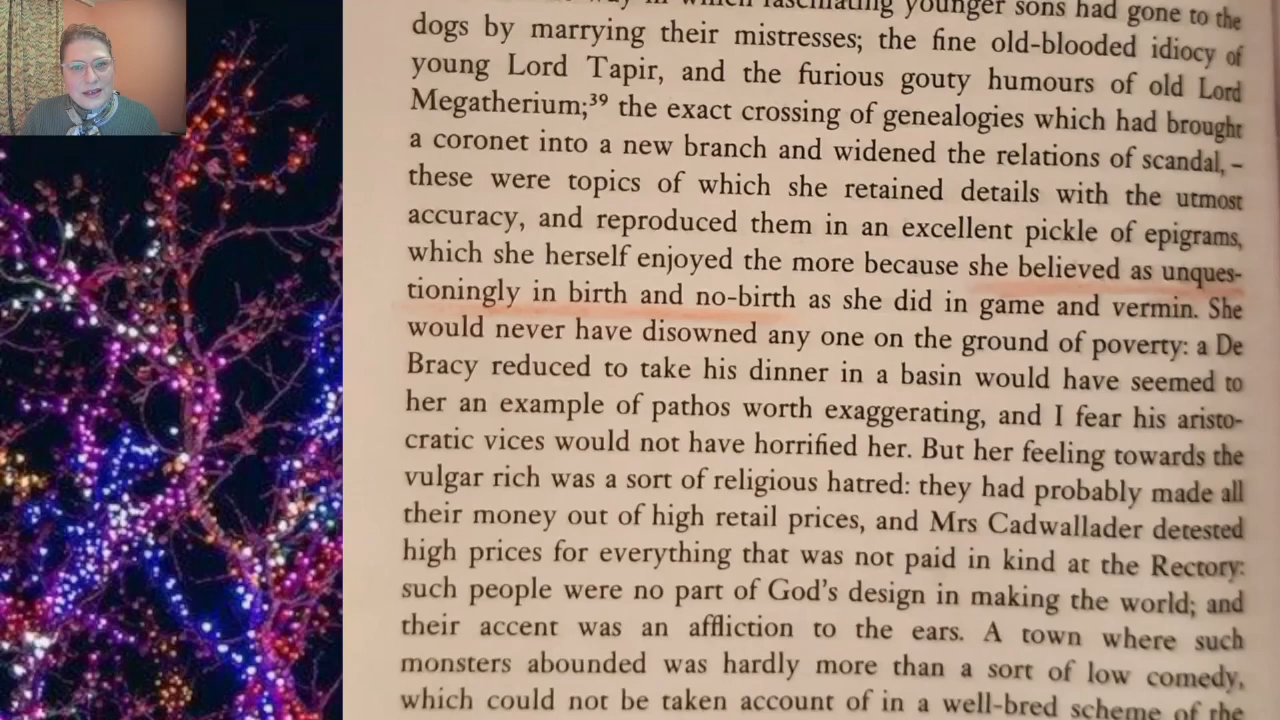 way in which fascinating younger sons had gone to the
dogs by marrying their mistresses; the fine old-blooded idiocy of
young Lord Tapir, and the furious gouty humours of old Lord
Megatherium;³⁹ the exact crossing of genealogies which had brought
a coronet into a new branch and widened the relations of scandal, –
these were topics of which she retained details with the utmost
accuracy, and reproduced them in an excellent pickle of epigrams,
which she herself enjoyed the more because she believed as unques-
tioningly in birth and no-birth as she did in game and vermin. She
would never have disowned any one on the ground of poverty: a De
Bracy reduced to take his dinner in a basin would have seemed to
her an example of pathos worth exaggerating, and I fear his aristo-
cratic vices would not have horrified her. But her feeling towards the
vulgar rich was a sort of religious hatred: they had probably made all
their money out of high retail prices, and Mrs Cadwallader detested
high prices for everything that was not paid in kind at the Rectory:
such people were no part of God's design in making the world; and
their accent was an affliction to the ears. A town where such
monsters abounded was hardly more than a sort of low comedy,
which could not be taken account of in a well-bred scheme of the